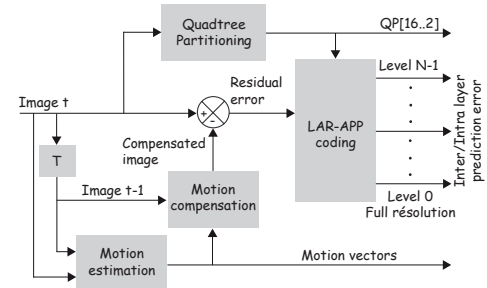 Quadtree
Partitioning
QP[16..2]
Level N-1
Residual
error
Image t
+
-
LAR-APP
coding
Inter/Intra layer
prediction error
Compensated
image
T
Image t-1
Motion
compensation
Level 0
Full résolution
Motion
estimation
Motion vectors